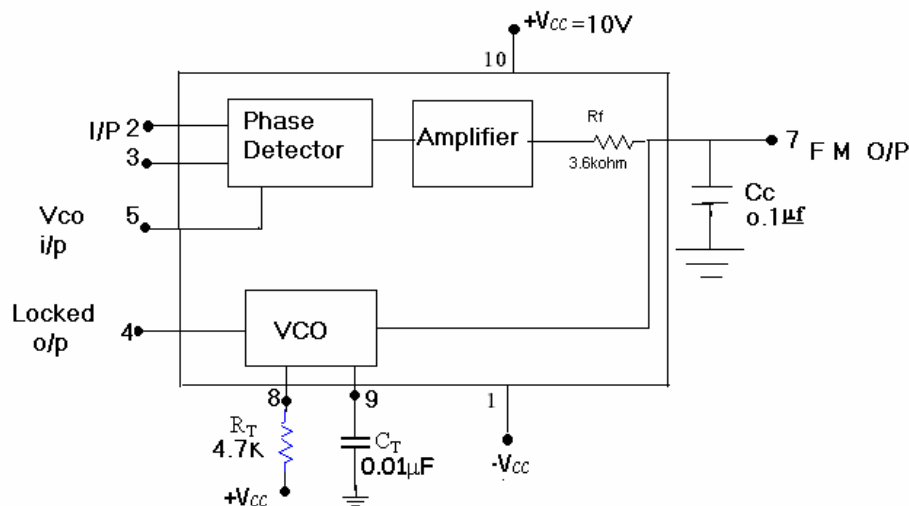 +VCC=10V
10
I/P 2
3
Phase
Detector
Amplifier
Rf
3.6kohm
7 F M O/P
Cc
0.1μf
Vco
i/p
5
Locked
o/p
4
VCO
8
9
1
RT
4.7K
CT
0.01μF
-VCC
+VCC